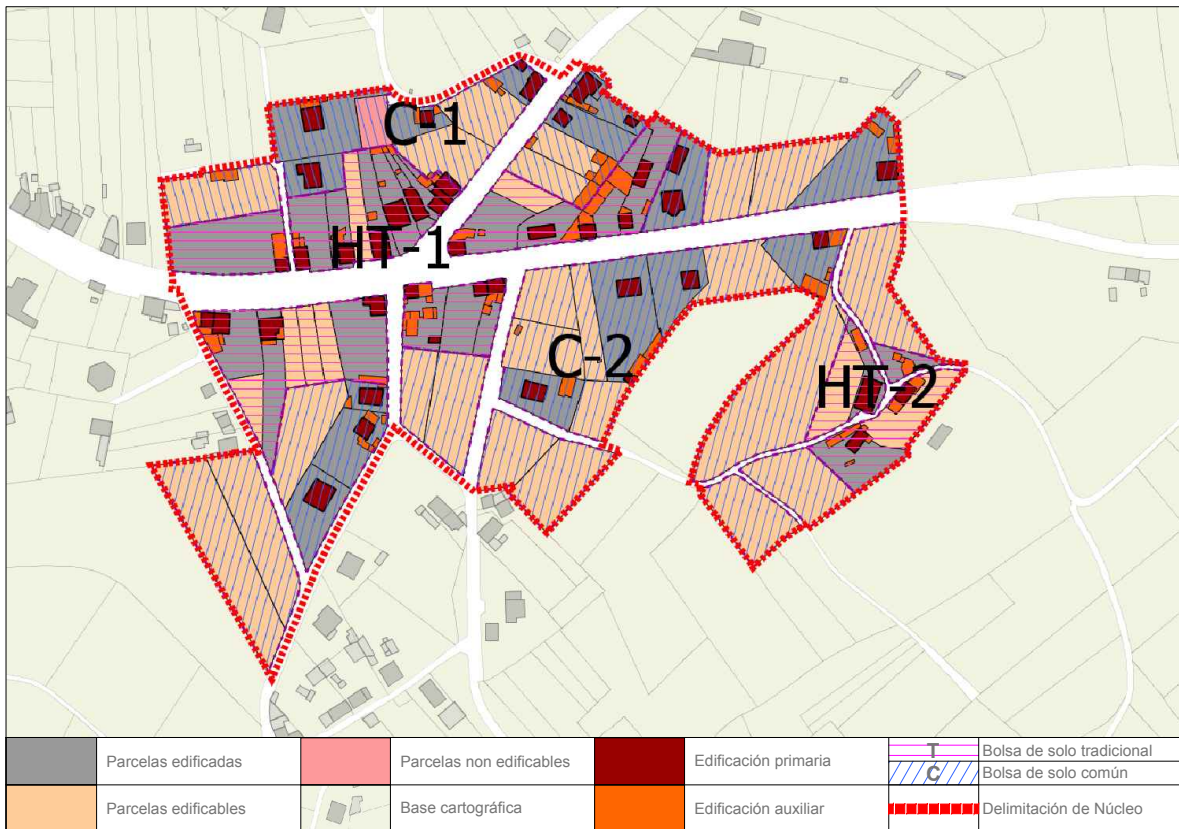 C-1
HT-1
C-2
HT-2
Parcelas edificadas
Parcelas non edificables
Edificación primaria
T
Bolsa de solo tradicional
C
Bolsa de solo común
Parcelas edificables
Base cartográfica
Edificación auxiliar
Delimitación de Núcleo